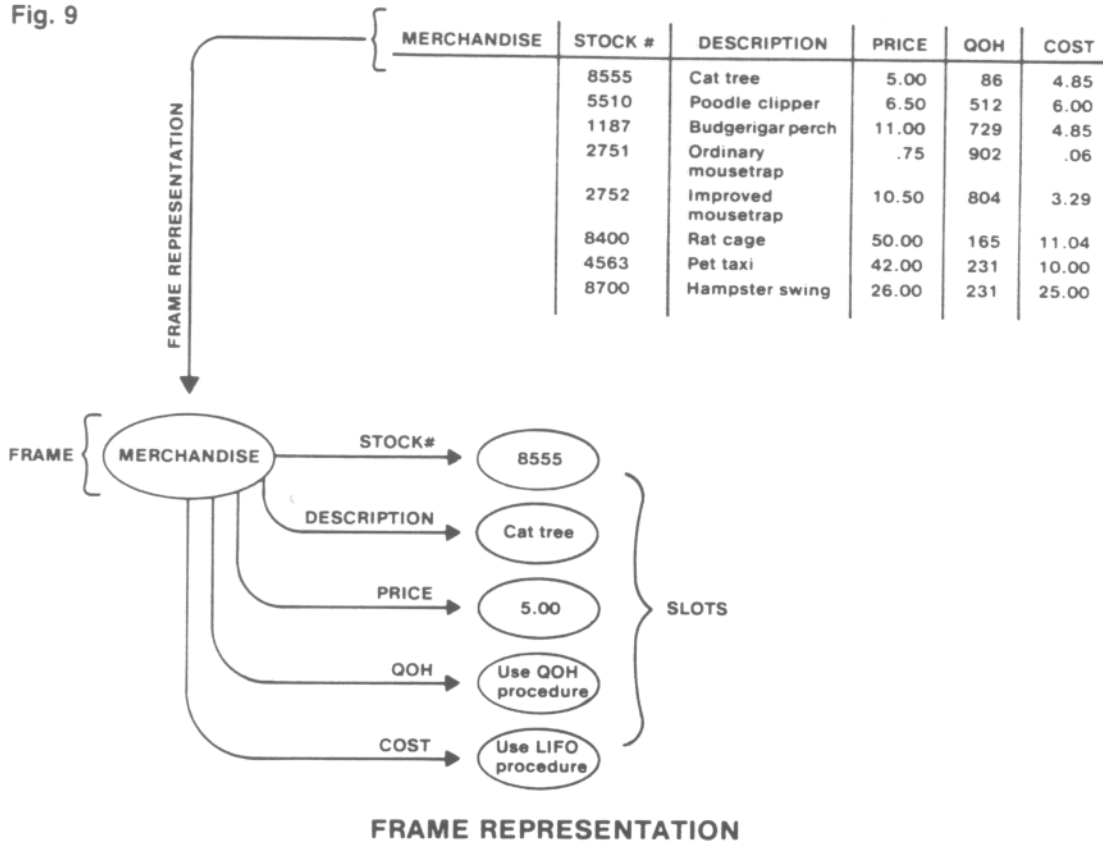 Fig. 9
MERCHANDISE STOCK # DESCRIPTION PRICE QOH COST
8555 Cat tree 5.00 86 4.85
5510 Poodle clipper 6.50 512 6.00
1187 Budgerigar perch 11.00 729 4.85
2751 Ordinary .75 902 .06
mousetrap
2752 Improved 10.50 804 3.29
mousetrap
8400 Rat cage 50.00 165 11.04
4563 Pet taxi 42.00 231 10.00
8700 Hampster swing 26.00 231 25.00
FRAME REPRESENTATION
FRAME MERCHANDISE STOCK# 8555
DESCRIPTION Cat tree
PRICE 5.00
SLOTS
QOH Use QOH
procedure
COST Use LIFO
procedure
FRAME REPRESENTATION